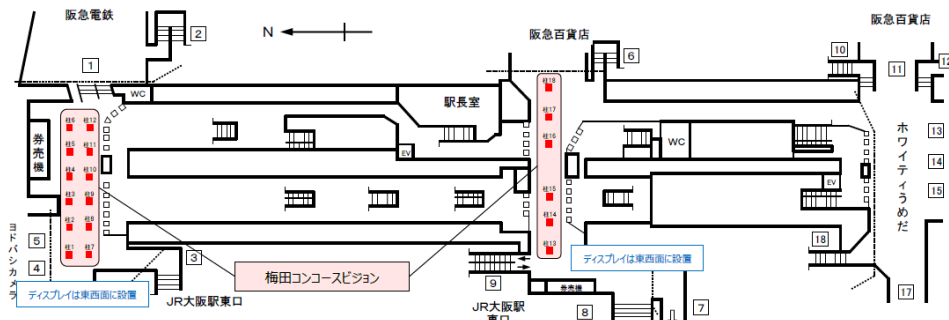 阪急電鉄
2
N
阪急百貨店
6
阪急百貨店
10
11
12
1
WC
駅長室
柱18
柱17
柱16
柱15
柱14
柱13
券売機
柱6
柱12
柱5
柱11
柱4
柱10
柱3
柱9
柱2
柱8
柱1
柱7
EV
WC
EV
13
14
15
ホワイティうめだ
ヨドバシカメラ
5
4
3
ディスプレイは東西面に設置
JR大阪駅東口
梅田コンコースビジョン
9
JR大阪駅
東口
券売機
8
ディスプレイは東西面に設置
7
18
17